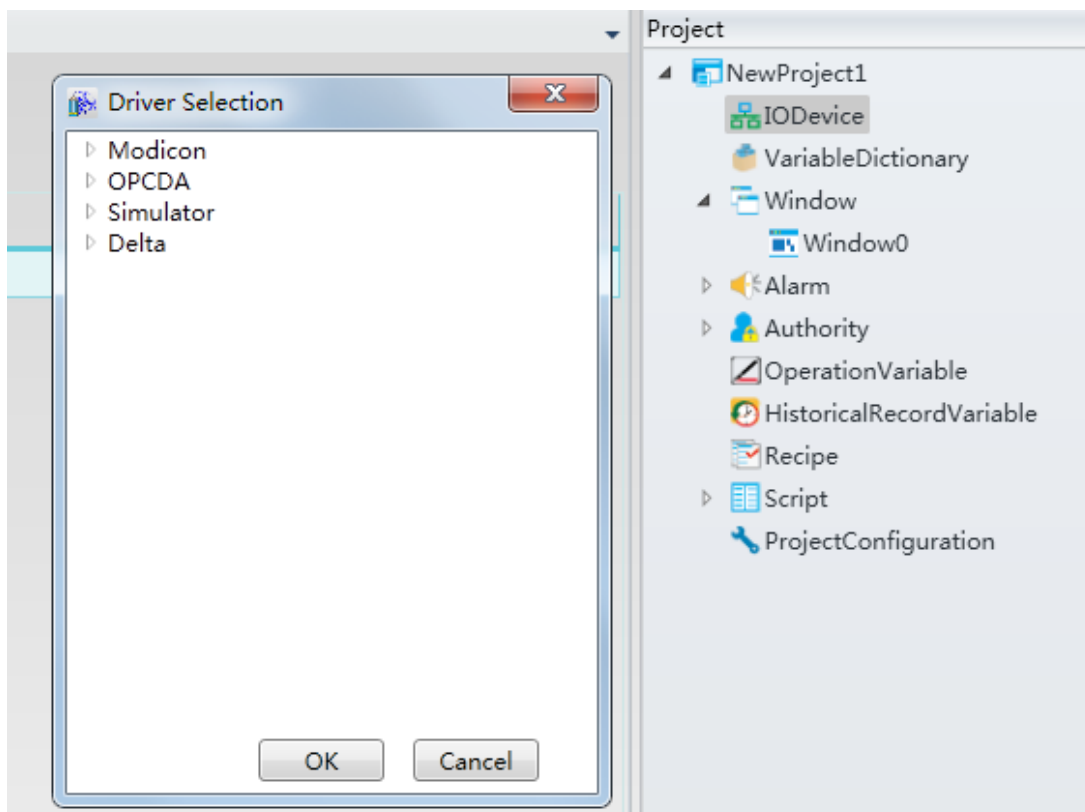 Driver Selection
Modicon
OPCDA
Simulator
Delta
OK
Cancel
Project
NewProject1
IODevice
VariableDictionary
Window
Window0
Alarm
Authority
OperationVariable
HistoricalRecordVariable
Recipe
Script
ProjectConfiguration